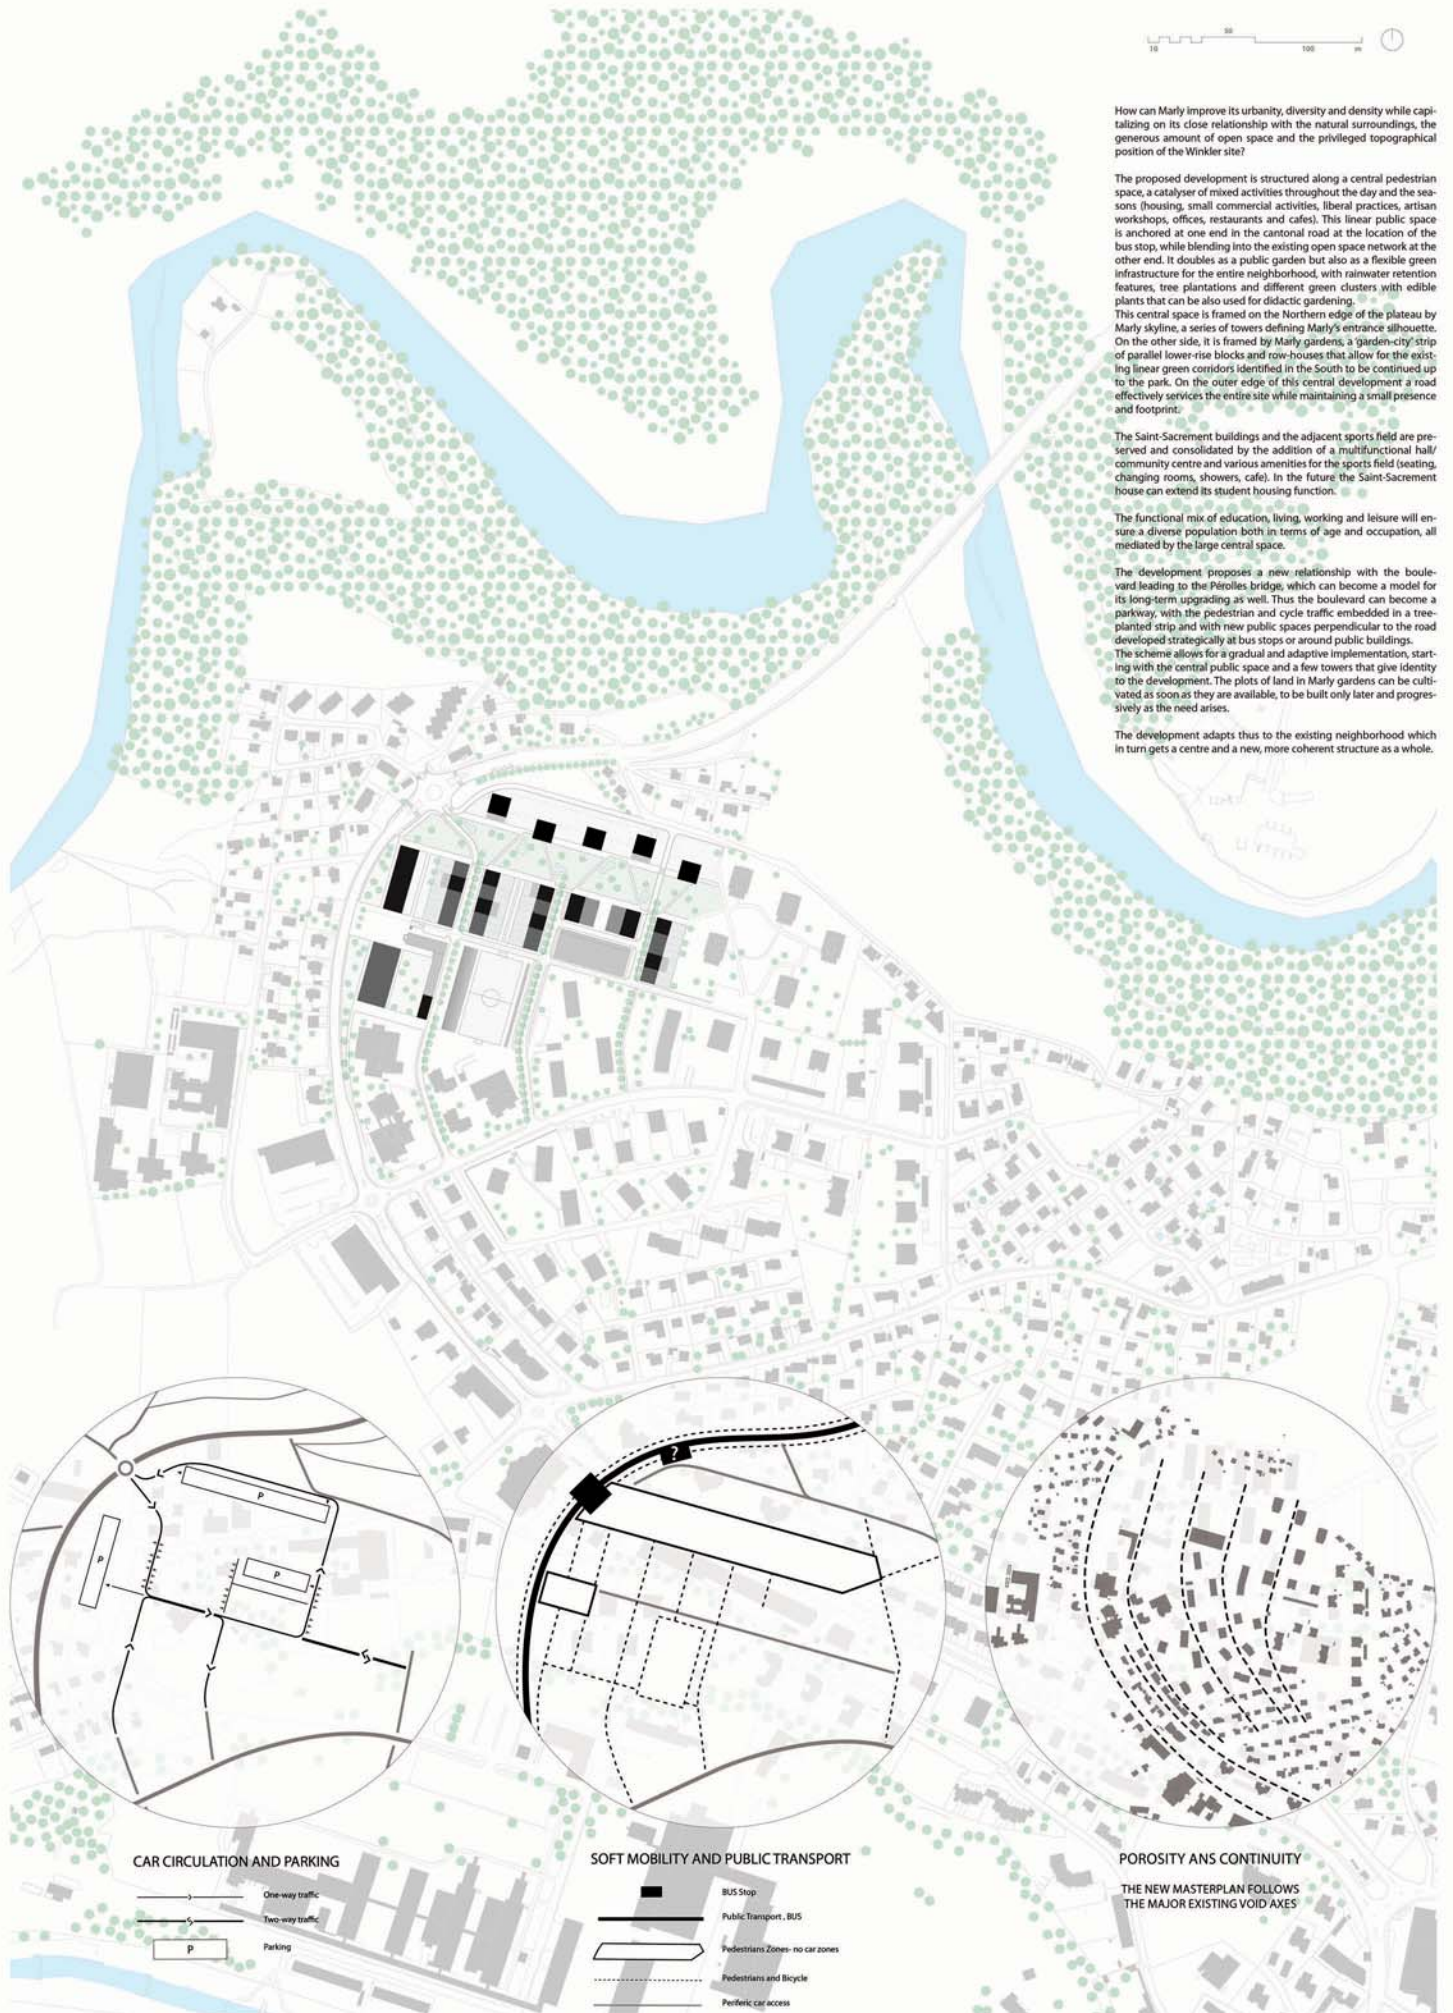 50
10 100 m
How can Marly improve its urbanity, diversity and density while capi-
talizing on its close relationship with the natural surroundings, the
generous amount of open space and the privileged topographical
position of the Winkler site?
The proposed development is structured along a central pedestrian
space, a catalyser of mixed activities throughout the day and the sea-
sons (housing, small commercial activities, liberal practices, artisan
workshops, offices, restaurants and cafes). This linear public space
is anchored at one end in the cantonal road at the location of the
bus stop, while blending into the existing open space network at the
other end. It doubles as a public garden but also as a flexible green
infrastructure for the entire neighborhood, with rainwater retention
features, tree plantations and different green clusters with edible
plants that can be also used for didactic gardening.
This central space is framed on the Northern edge of the plateau by
Marly skyline, a series of towers defining Marly's entrance silhouette.
On the other side, it is framed by Marly gardens, a 'garden-city' strip
of parallel lower-rise blocks and row-houses that allow for the exist-
ing linear green corridors identified in the South to be continued up
to the park. On the outer edge of this central development a road
effectively services the entire site while maintaining a small presence
and footprint.
The Saint-Sacrement buildings and the adjacent sports field are pre-
served and consolidated by the addition of a multifunctional hall/
community centre and various amenities for the sports field (seating,
changing rooms, showers, cafe). In the future the Saint-Sacrement
house can extend its student housing function.
The functional mix of education, living, working and leisure will en-
sure a diverse population both in terms of age and occupation, all
mediated by the large central space.
The development proposes a new relationship with the boule-
vard leading to the Pérolles bridge, which can become a model for
its long-term upgrading as well. Thus the boulevard can become a
parkway, with the pedestrian and cycle traffic embedded in a tree-
planted strip and with new public spaces perpendicular to the road
developed strategically at bus stops or around public buildings.
The scheme allows for a gradual and adaptive implementation, start-
ing with the central public space and a few towers that give identity
to the development. The plots of land in Marly gardens can be culti-
vated as soon as they are available, to be built only later and progres-
sively as the need arises.
The development adapts thus to the existing neighborhood which
in turn gets a centre and a new, more coherent structure as a whole.
P
P
P
?
CAR CIRCULATION AND PARKING
One-way traffic
Two-way traffic
P Parking
SOFT MOBILITY AND PUBLIC TRANSPORT
BUS Stop
Public Transport, BUS
Pedestrians Zones- no car zones
Pedestrians and Bicycle
Periferic car access
POROSITY ANS CONTINUITY
THE NEW MASTERPLAN FOLLOWS
THE MAJOR EXISTING VOID AXES